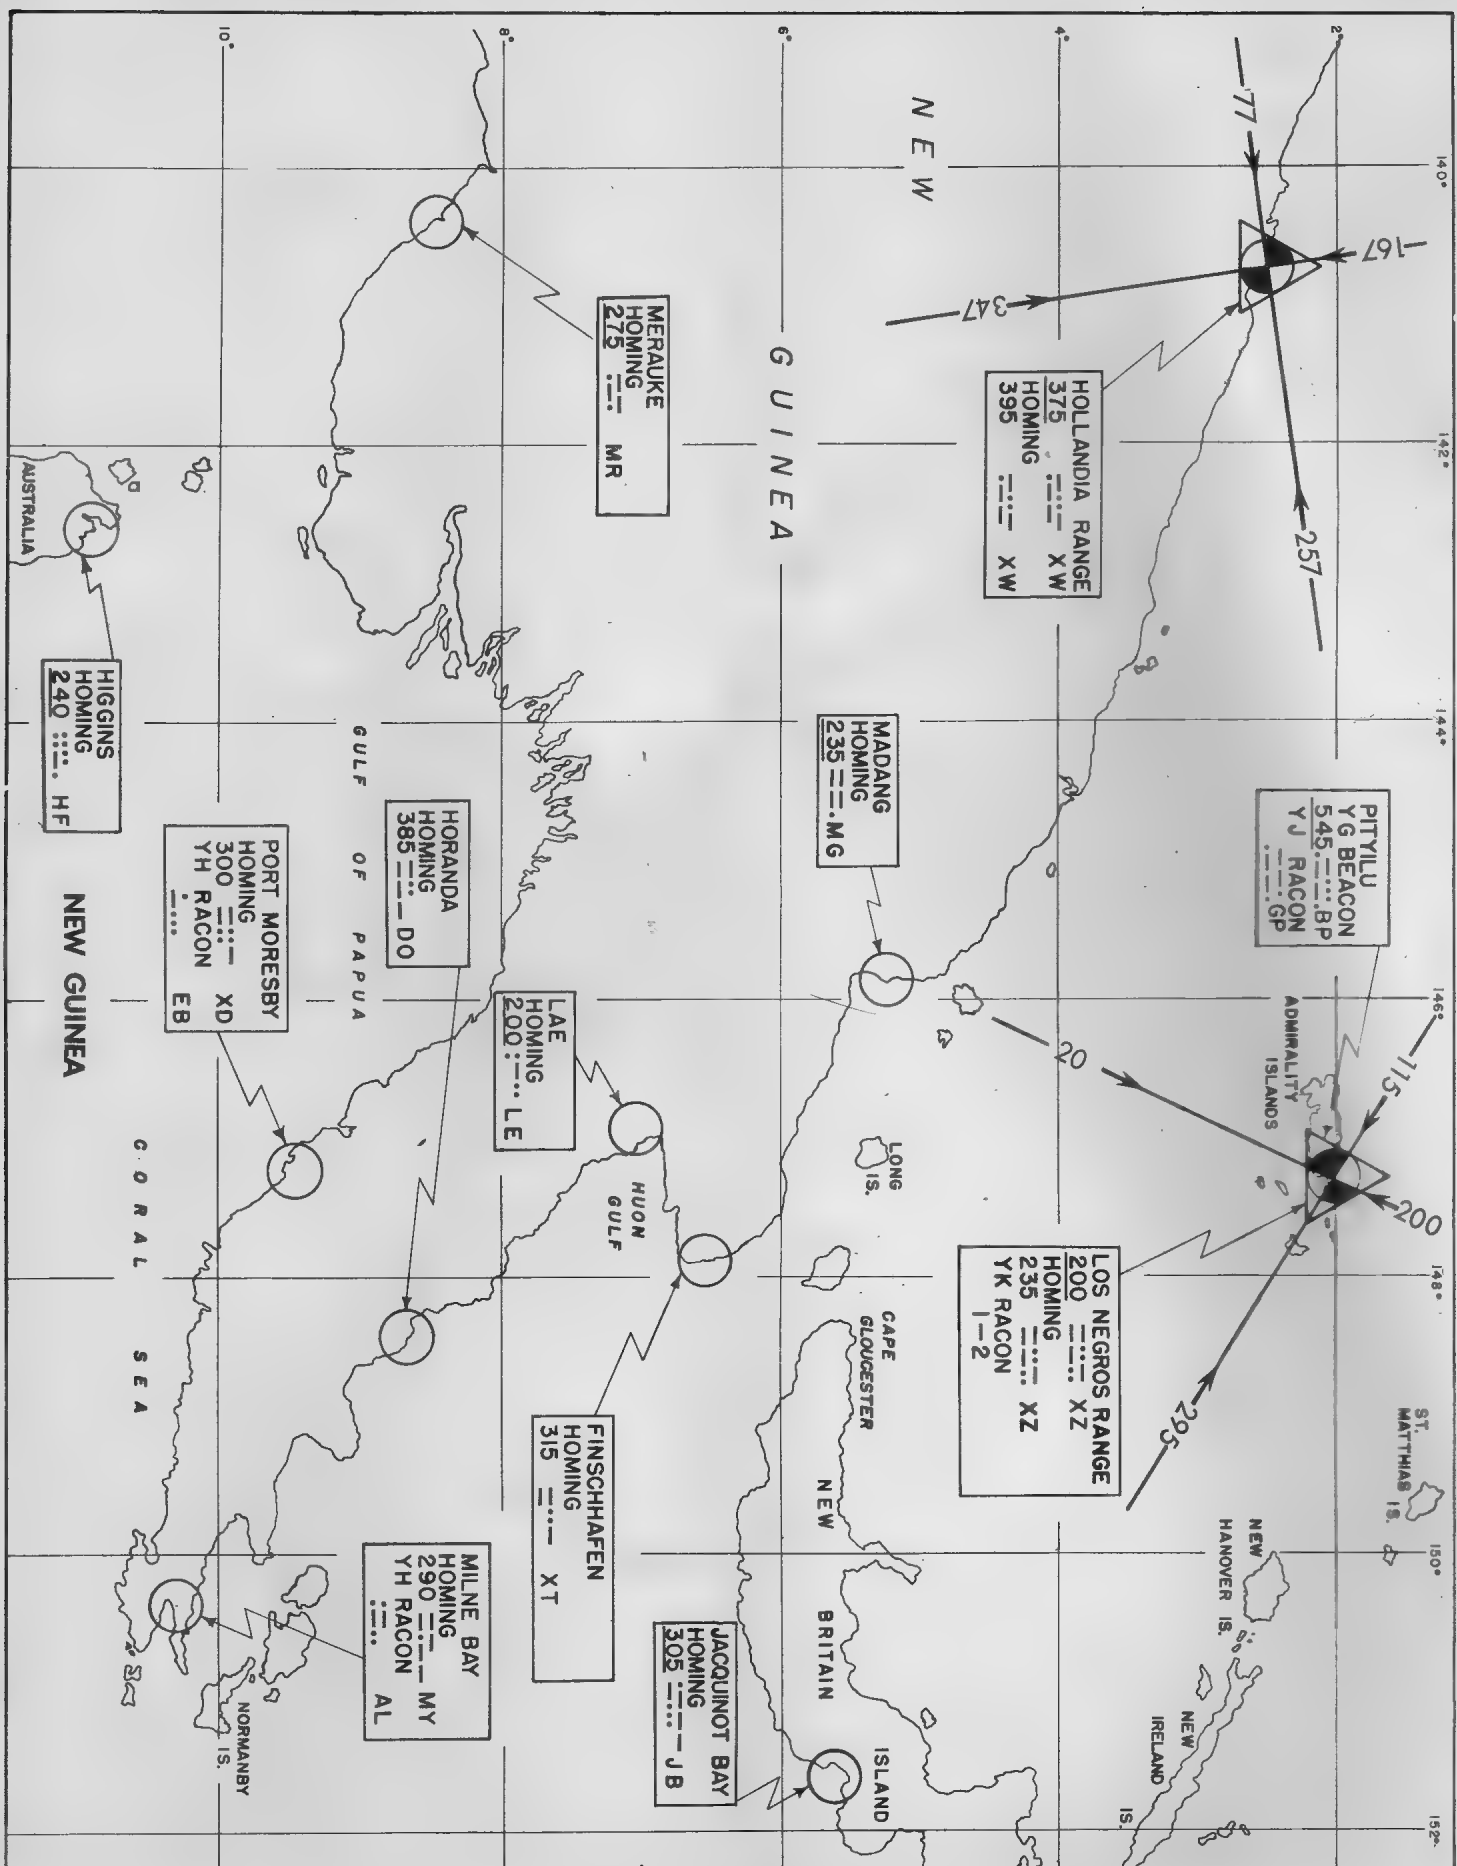 140°
142°
144°
146°
148°
150°
152°
2°
4°
6°
8°
10°
77
167
347
257
115
200
20
295
PITYILU
YG BEACON
545 -... .--. BP
YJ RACON
--. .--. GP
ADMIRALITY
ISLANDS
ST.
MATTHIAS IS.
NEW
HANOVER IS.
NEW
IRELAND
IS.
HOLLANDIA RANGE
375 -..- .-- XW
HOMING
395 -..- .-- XW
LOS NEGROS RANGE
200 -..- --.. XZ
HOMING
235 -..- --.. XZ
YK RACON
1-2
NEW
GUINEA
MADANG
HOMING
235 -- --. MG
LONG
IS.
CAPE
GLOUCESTER
NEW
BRITAIN
ISLAND
JACQUINOT BAY
HOMING
305 .--- -... JB
MERAUKE
HOMING
275 -- .-. MR
FINSCHHAFEN
HOMING
315 -..- - XT
HUON
GULF
LAE
HOMING
200 .-.. . LE
HORANDA
HOMING
385 -.. --- DO
MILNE BAY
HOMING
290 -- -.-- MY
YH RACON
.- .-.. AL
GULF OF PAPUA
PORT MORESBY
HOMING
300 -..- -.. XD
YH RACON
. -... EB
NORMANBY
IS.
CORAL SEA
HIGGINS
HOMING
240 .... ..-. HF
AUSTRALIA
NEW GUINEA